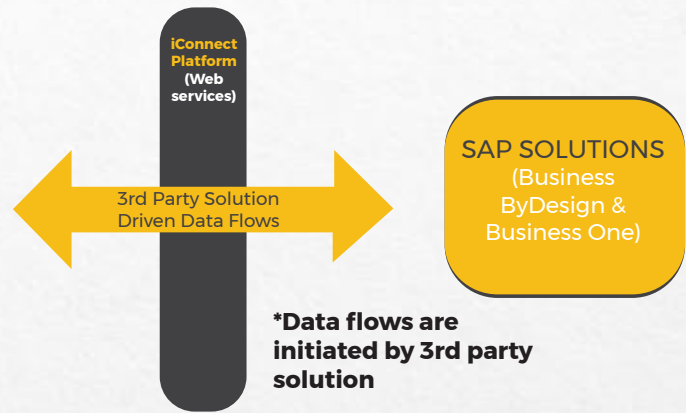 iConnect
Platform
(Web
services)
3rd Party Solution
Driven Data Flows
SAP SOLUTIONS
(Business
ByDesign &
Business One)
*Data flows are
initiated by 3rd party
solution